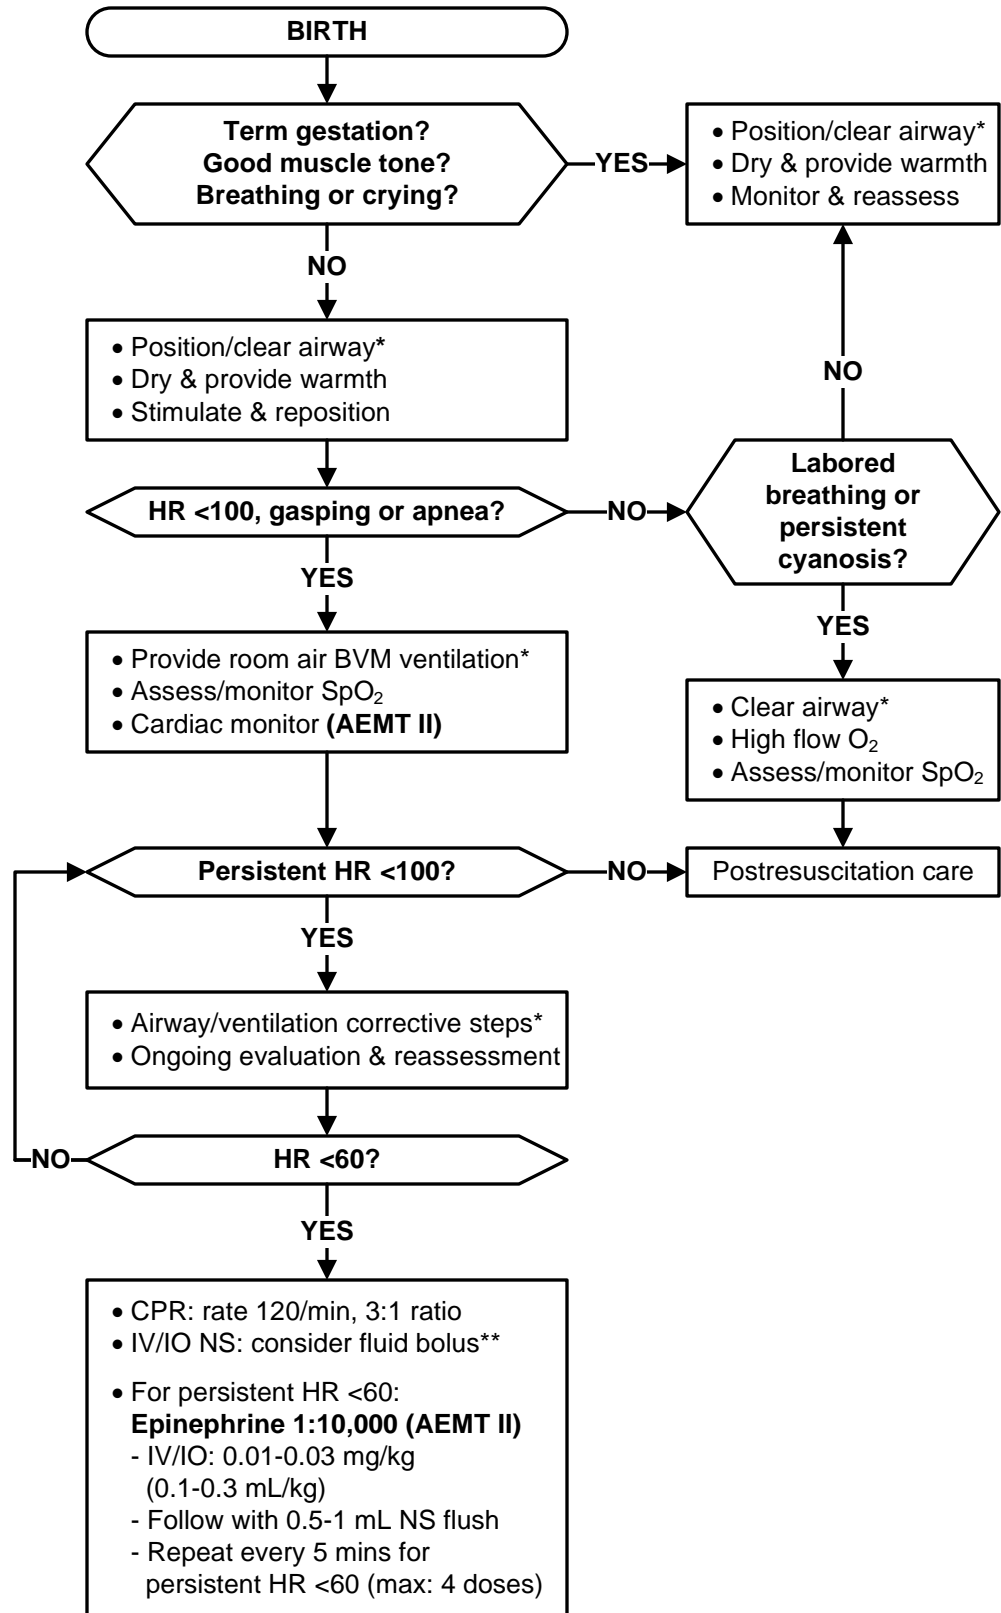 BIRTH
Term gestation?
Good muscle tone?
Breathing or crying?
YES
• Position/clear airway*
• Dry & provide warmth
• Monitor & reassess
NO
• Position/clear airway*
• Dry & provide warmth
• Stimulate & reposition
NO
HR <100, gasping or apnea?
NO
Labored
breathing or
persistent
cyanosis?
YES
YES
• Provide room air BVM ventilation*
• Assess/monitor SpO2
• Cardiac monitor (AEMT II)
• Clear airway*
• High flow O2
• Assess/monitor SpO2
Persistent HR <100?
NO
Postresuscitation care
YES
• Airway/ventilation corrective steps*
• Ongoing evaluation & reassessment
NO
HR <60?
YES
• CPR: rate 120/min, 3:1 ratio
• IV/IO NS: consider fluid bolus**
• For persistent HR <60:
Epinephrine 1:10,000 (AEMT II)
- IV/IO: 0.01-0.03 mg/kg
(0.1-0.3 mL/kg)
- Follow with 0.5-1 mL NS flush
- Repeat every 5 mins for
persistent HR <60 (max: 4 doses)